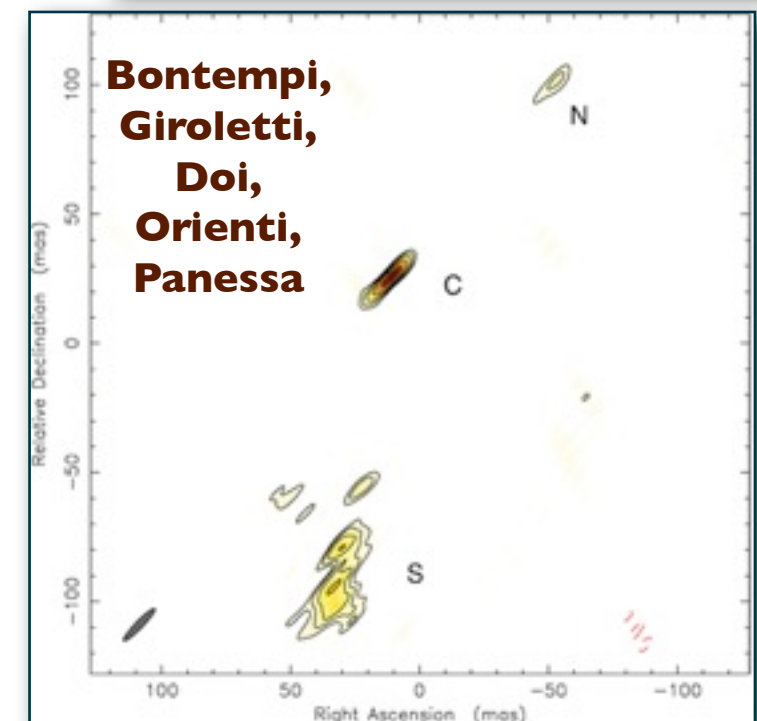 Bontempi,
Giroletti,
Doi,
Orienti,
Panessa
N
C
S
Relative Declination (mas)
100
50
0
−50
−100
100
50
0
−50
−100
Right Ascension (mas)